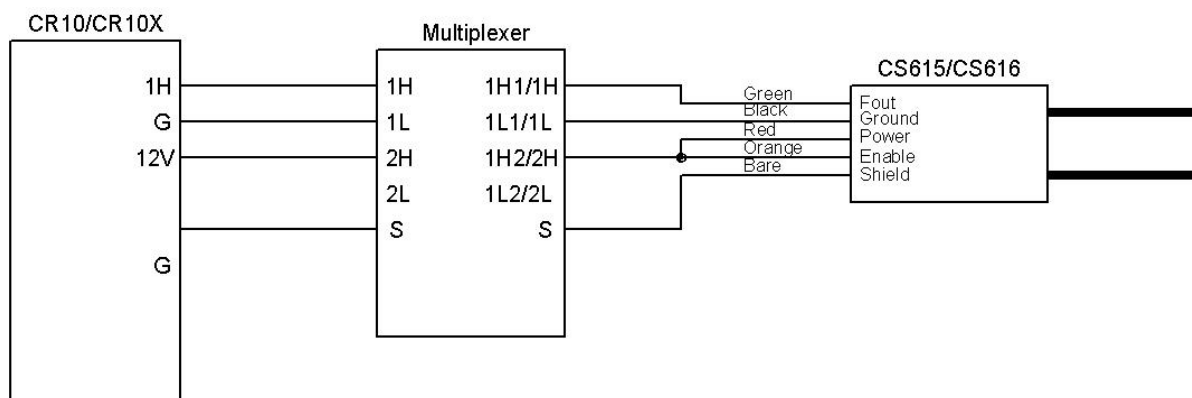 CR10/CR10X
Multiplexer
CS615/CS616
1H
G
12V
G
1H
1L
2H
2L
S
1H1/1H
1L1/1L
1H2/2H
1L2/2L
S
Green
Black
Red
Orange
Bare
Fout
Ground
Power
Enable
Shield